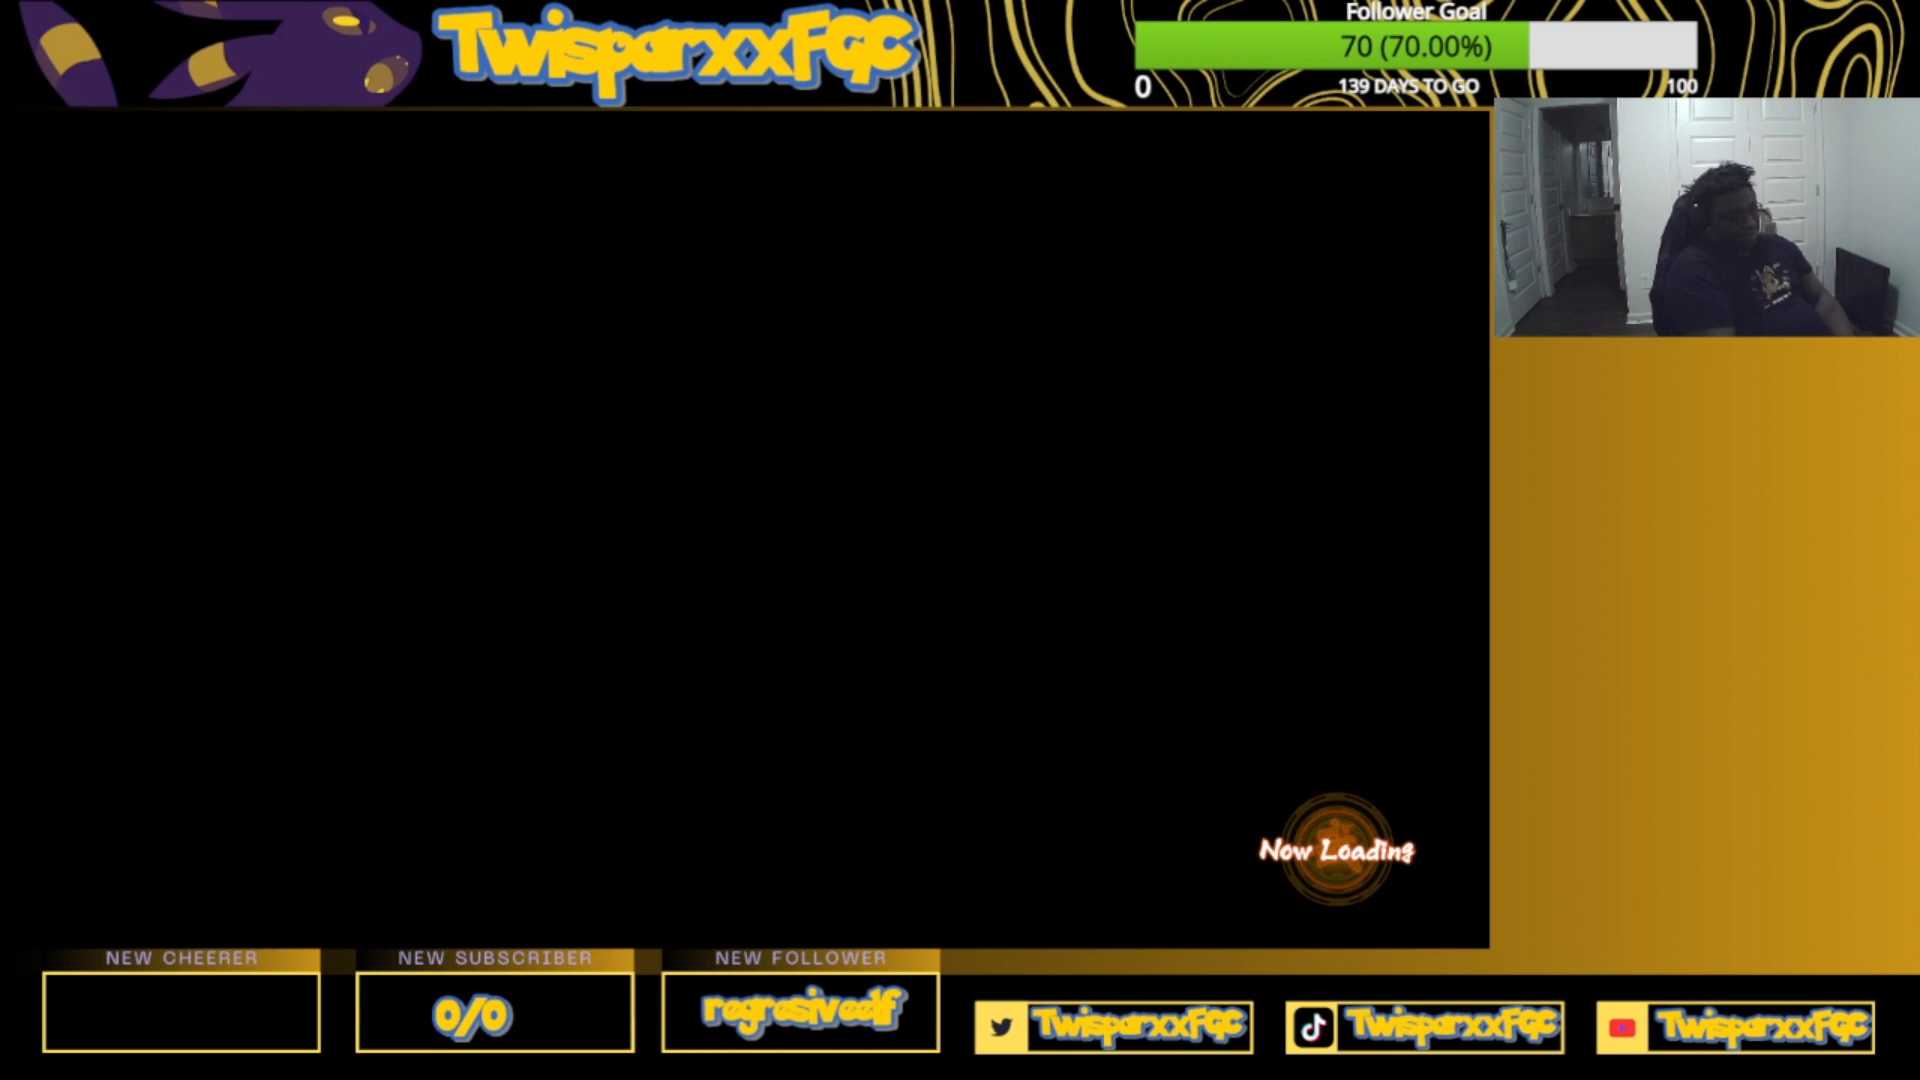 TwisparxxFGC
Follower Goal
70 (70.00%)
0
139 DAYS TO GO
100
Now Loading
NEW CHEERER
NEW SUBSCRIBER
NEW FOLLOWER
0/0
regresiveelf
TwisparxxFGC
TwisparxxFGC
TwisparxxFGC